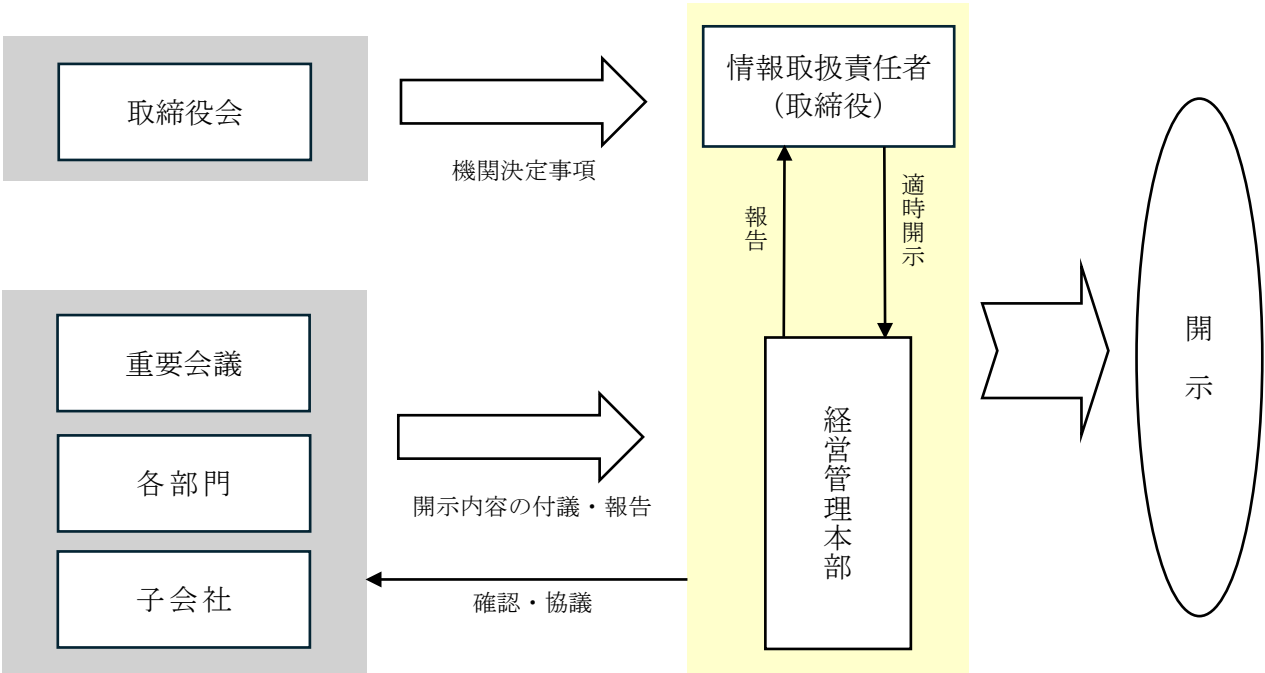 取締役会
機関決定事項
情報取扱責任者
（取締役）
報告
適時開示
重要会議
各部門
子会社
開示内容の付議・報告
確認・協議
経営管理本部
開
示